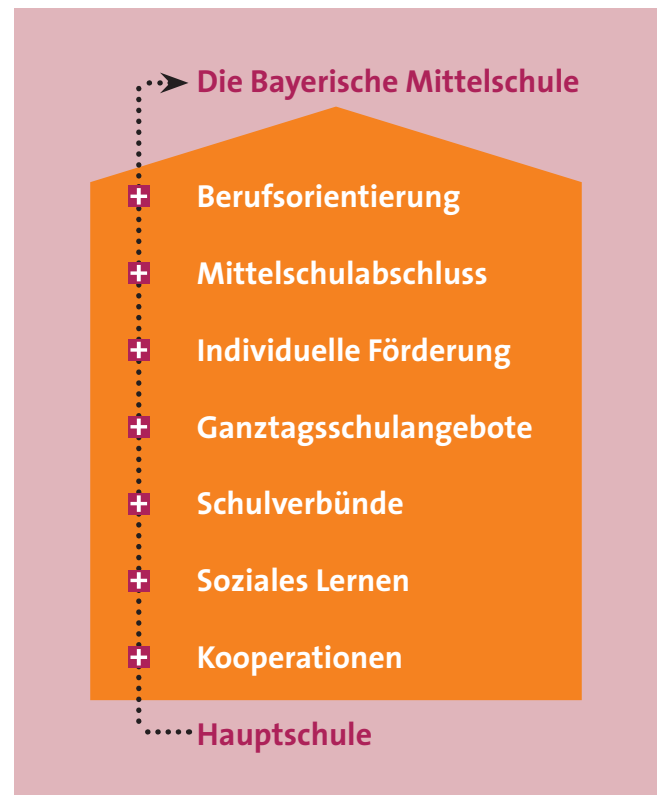 Die Bayerische Mittelschule
+ Berufsorientierung
+ Mittelschulabschluss
+ Individuelle Förderung
+ Ganztagsschulangebote
+ Schulverbünde
+ Soziales Lernen
+ Kooperationen
Hauptschule